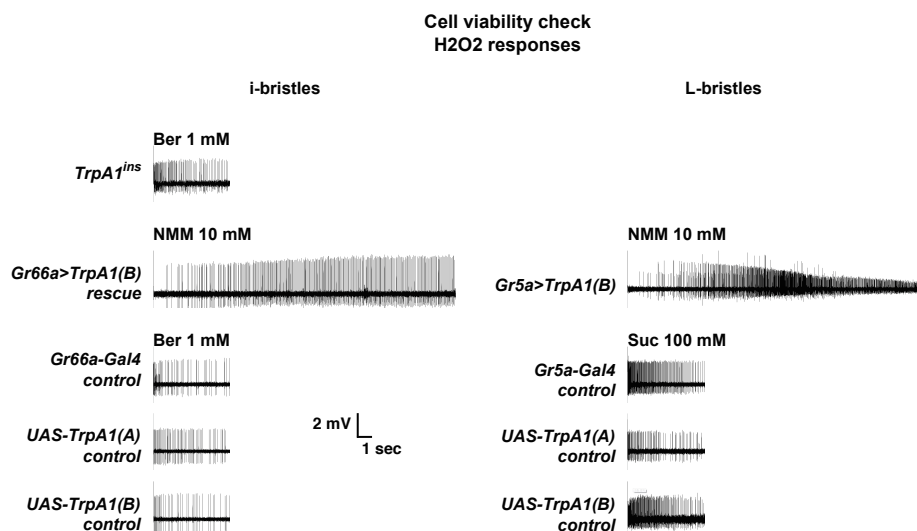 Cell viability check
H2O2 responses
i-bristles
L-bristles
Ber 1 mM
TrpA1ins
NMM 10 mM
Gr66a>TrpA1(B)
rescue
NMM 10 mM
Gr5a>TrpA1(B)
Ber 1 mM
Gr66a-Gal4
control
Suc 100 mM
Gr5a-Gal4
control
UAS-TrpA1(A)
control
2 mV
1 sec
UAS-TrpA1(A)
control
UAS-TrpA1(B)
control
UAS-TrpA1(B)
control